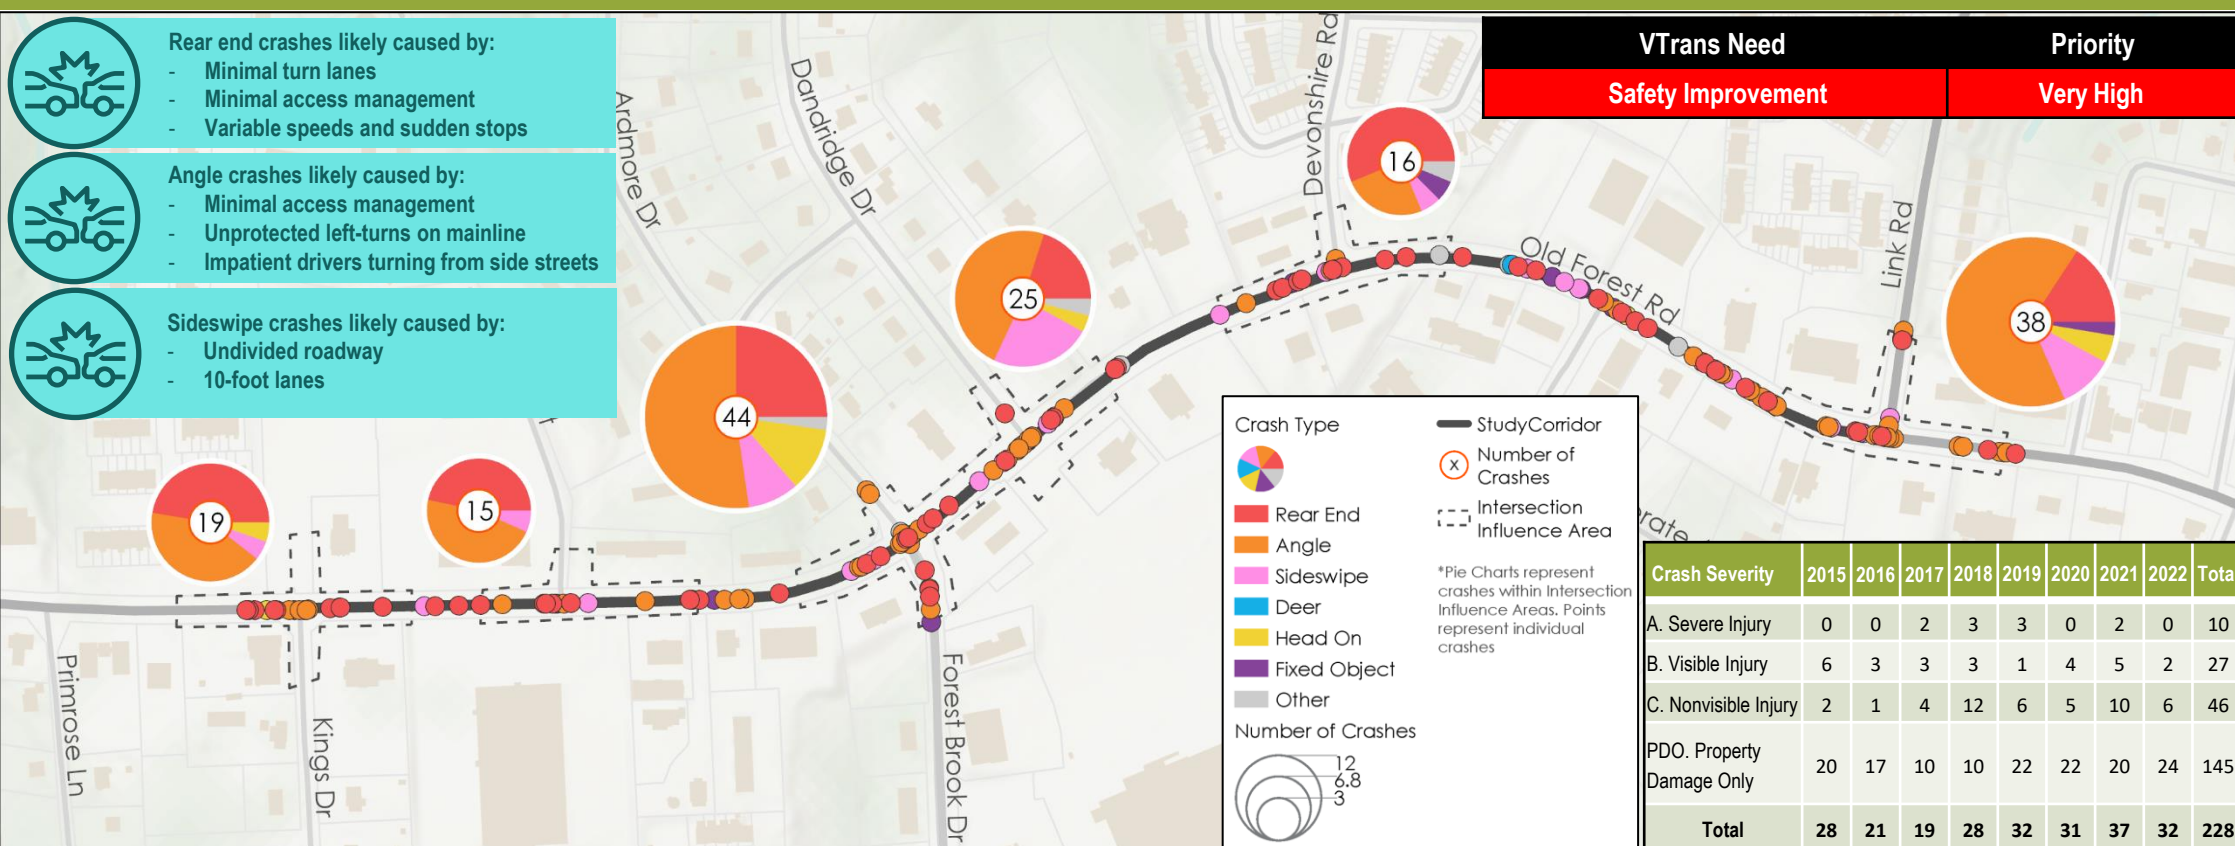 Rear end crashes likely caused by:
- Minimal turn lanes
- Minimal access management
- Variable speeds and sudden stops
Angle crashes likely caused by:
- Minimal access management
- Unprotected left-turns on mainline
- Impatient drivers turning from side streets
Sideswipe crashes likely caused by:
- Undivided roadway
- 10-foot lanes
VTrans Need Priority
Safety Improvement Very High
Ardmore Dr
Dandridge Dr
Devonshire Rd
Old Forest Rd
Link Rd
Primrose Ln
Kings Dr
Forest Brook Dr
19
15
44
25
16
38
Crash Type
Rear End
Angle
Sideswipe
Deer
Head On
Fixed Object
Other
Number of Crashes
12
6.8
3
StudyCorridor
X
Number of
Crashes
Intersection
Influence Area
*Pie Charts represent
crashes within Intersection
Influence Areas. Points
represent individual
crashes
Crash Severity 2015 2016 2017 2018 2019 2020 2021 2022 Total
A. Severe Injury 0 0 2 3 3 0 2 0 10
B. Visible Injury 6 3 3 3 1 4 5 2 27
C. Nonvisible Injury 2 1 4 12 6 5 10 6 46
PDO. Property
Damage Only 20 17 10 10 22 22 20 24 145
Total 28 21 19 28 32 31 37 32 228